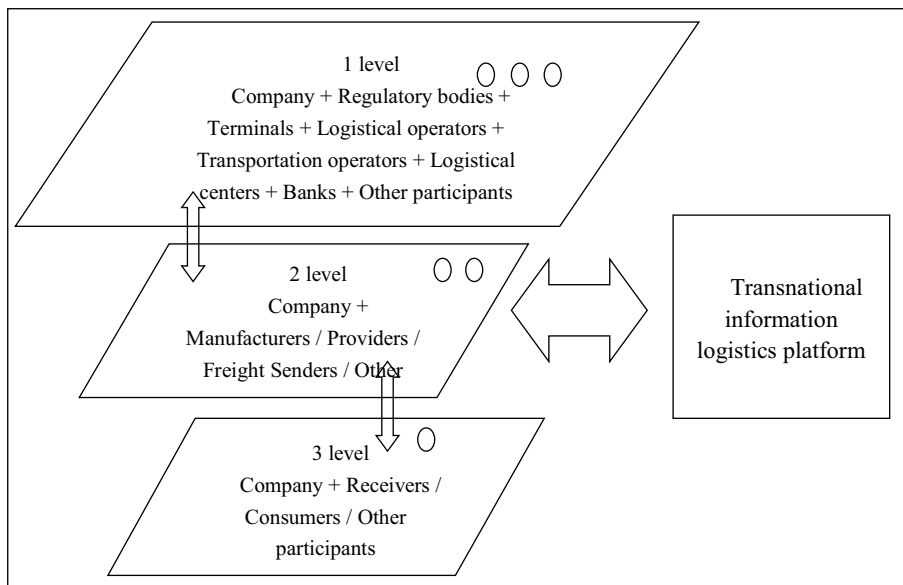 1 level
Company + Regulatory bodies +
Terminals + Logistical operators +
Transportation operators + Logistical
centers + Banks + Other participants
2 level
Company +
Manufacturers / Providers /
Freight Senders / Other
3 level
Company + Receivers /
Consumers / Other
participants
Transnational
information
logistics platform